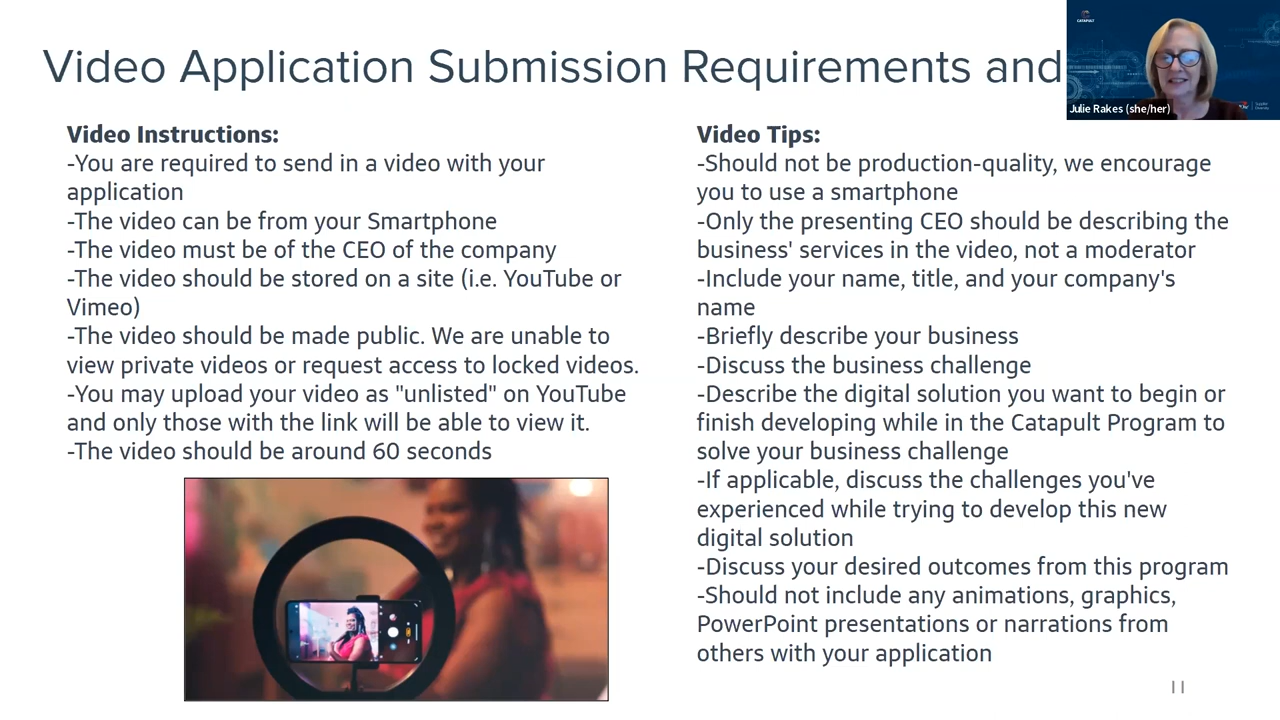 Video Application Submission Requirements and
CATAPULT
Julie Rakes (she/her)
Video Instructions:
-You are required to send in a video with your
application
-The video can be from your Smartphone
-The video must be of the CEO of the company
-The video should be stored on a site (i.e. YouTube or
Vimeo)
-The video should be made public. We are unable to
view private videos or request access to locked videos.
-You may upload your video as "unlisted" on YouTube
and only those with the link will be able to view it.
-The video should be around 60 seconds
Video Tips:
-Should not be production-quality, we encourage
you to use a smartphone
-Only the presenting CEO should be describing the
business' services in the video, not a moderator
-Include your name, title, and your company's
name
-Briefly describe your business
-Discuss the business challenge
-Describe the digital solution you want to begin or
finish developing while in the Catapult Program to
solve your business challenge
-If applicable, discuss the challenges you've
experienced while trying to develop this new
digital solution
-Discuss your desired outcomes from this program
-Should not include any animations, graphics,
PowerPoint presentations or narrations from
others with your application
11